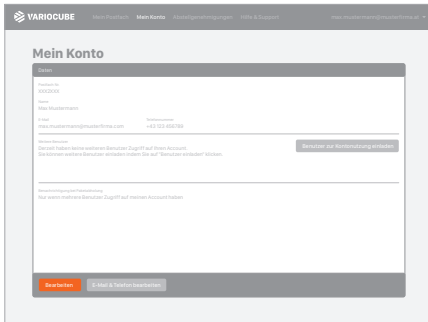 VARIOCUBE Mein Postfach Mein Konto Abstellgenehmigungen Hilfe & Support max.mustermann@musterfirma.at
Mein Konto
Daten
Postfach-Nr.
Name
Max Mustermann
E-Mail Telefonnummer
max.mustermann@musterfirma.com +43 123 456789
Weitere Benutzer
Derzeit haben keine weiteren Benutzer Zugriff auf Ihren Account.
Benutzer zur Kontonutzung einladen
Sie können weitere Benutzer einladen indem Sie auf "Benutzer einladen" klicken.
Nur wenn mehrere Benutzer Zugriff auf meinen Account haben
Bearbeiten E-Mail & Telefon bearbeiten